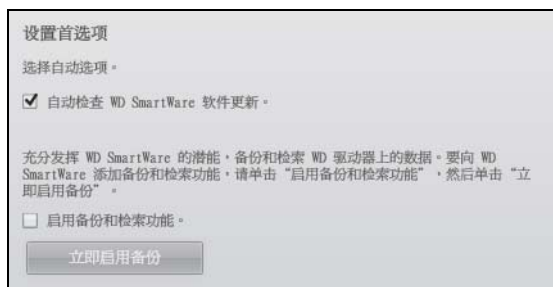 设置首选项
选择自动选项。
自动检查 WD SmartWare 软件更新。
充分发挥 WD SmartWare 的潜能，备份和检索 WD 驱动器上的数据。要向 WD
SmartWare 添加备份和检索功能，请单击“启用备份和检索功能”，然后单击“立
即启用备份”。
启用备份和检索功能。
立即启用备份